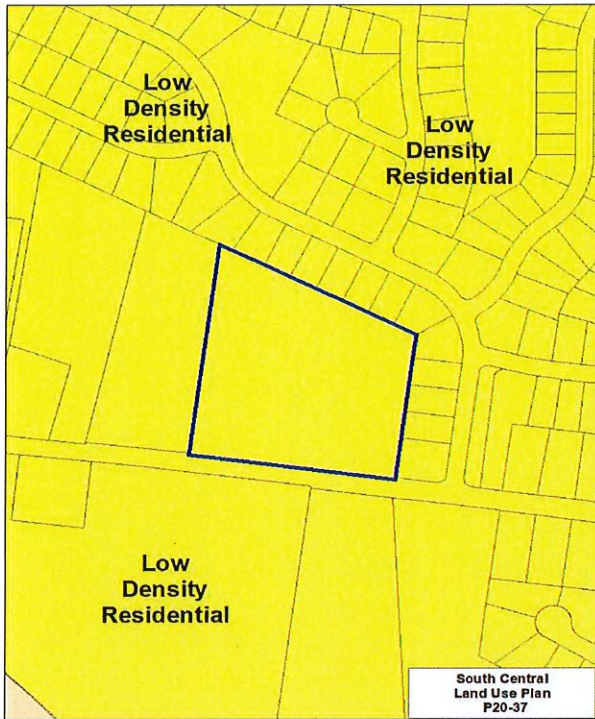 Low
Density
Residential
Low
Density
Residential
Low
Density
Residential
South Central
Land Use Plan
P20-37